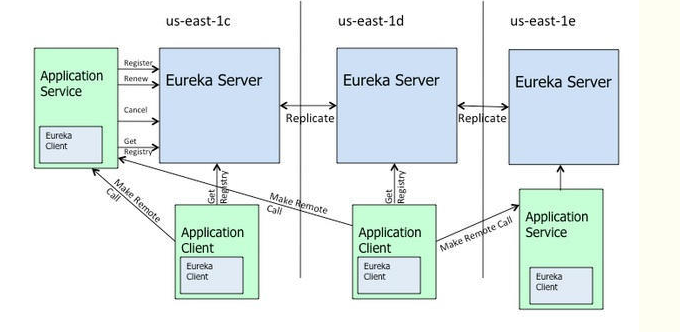 us-east-1c
us-east-1d
us-east-1e
Application
Service
Eureka
Client
Register
Renew
Cancel
Get
Registry
Eureka Server
Replicate
Eureka Server
Replicate
Eureka Server
Make Remote
Call
Get
Registry
Make Remote
Call
Get
Registry
Make Remote Call
Application
Client
Eureka
Client
Application
Client
Eureka
Client
Application
Service
Eureka
Client